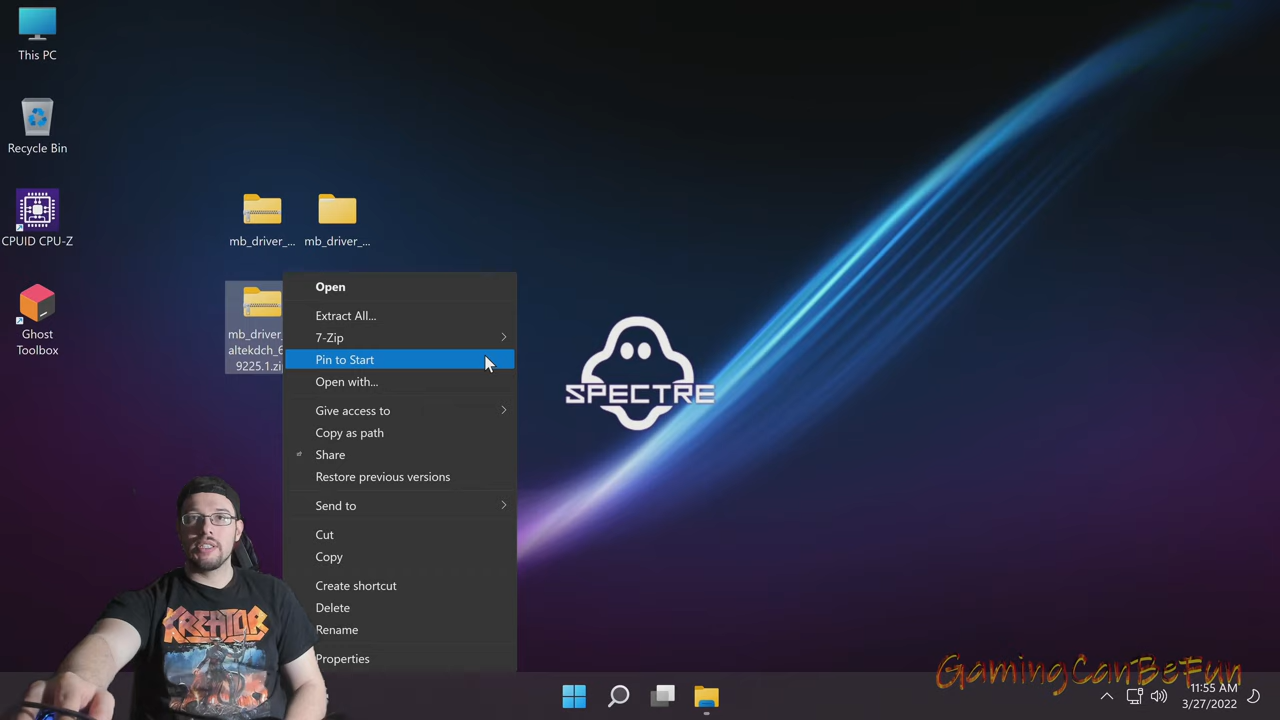 This PC
Recycle Bin
CPUID CPU-Z
Ghost
Toolbox
mb_driver_...
mb_driver_...
mb_driver_
altekdch_6
9225.1.zip
Open
Extract All...
7-Zip
Pin to Start
Open with...
Give access to
Copy as path
Share
Restore previous versions
Send to
Cut
Copy
Create shortcut
Delete
Rename
Properties
SPECTRE
KREATOR
GamingCanBeFun
11:55 AM
3/27/2022